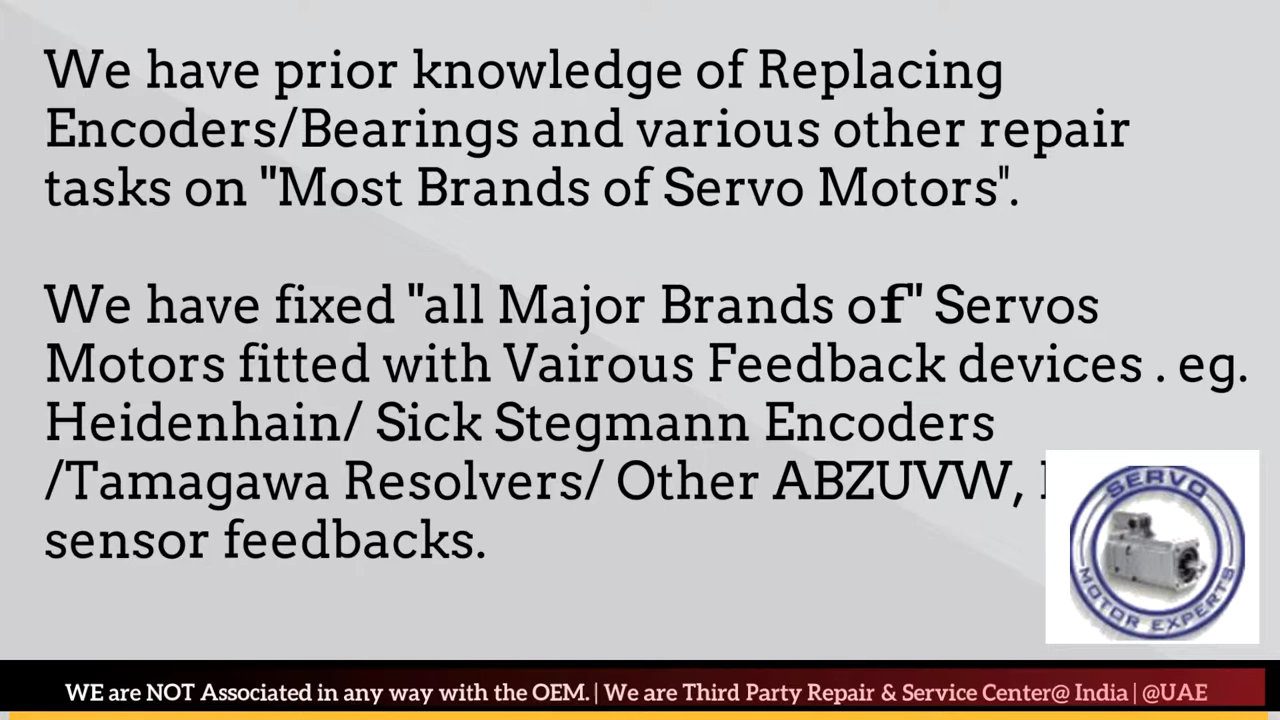 We have prior knowledge of Replacing
Encoders/Bearings and various other repair
tasks on "Most Brands of Servo Motors".
We have fixed "all Major Brands of" Servos
Motors fitted with Vairous Feedback devices . eg.
Heidenhain/ Sick Stegmann Encoders
/Tamagawa Resolvers/ Other ABZUVW,
sensor feedbacks.
SERVO
MOTOR EXPERTS
WE are NOT Associated in any way with the OEM. | We are Third Party Repair & Service Center@ India | @UAE